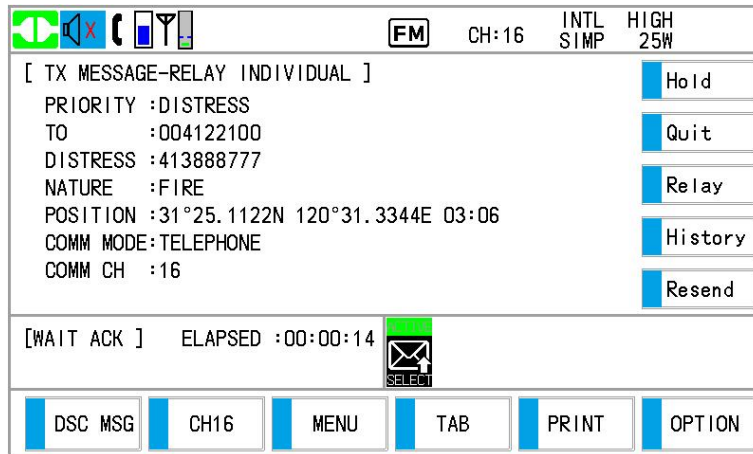 FM CH:16 INTL SIMP HIGH 25W
[ TX MESSAGE-RELAY INDIVIDUAL ]
PRIORITY :DISTRESS
TO :004122100
DISTRESS :413888777
NATURE :FIRE
POSITION :31°25.1122N 120°31.3344E 03:06
COMM MODE:TELEPHONE
COMM CH :16
Hold
Quit
Relay
History
Resend
[WAIT ACK ] ELAPSED :00:00:14
SELECT
DSC MSG CH16 MENU TAB PRINT OPTION